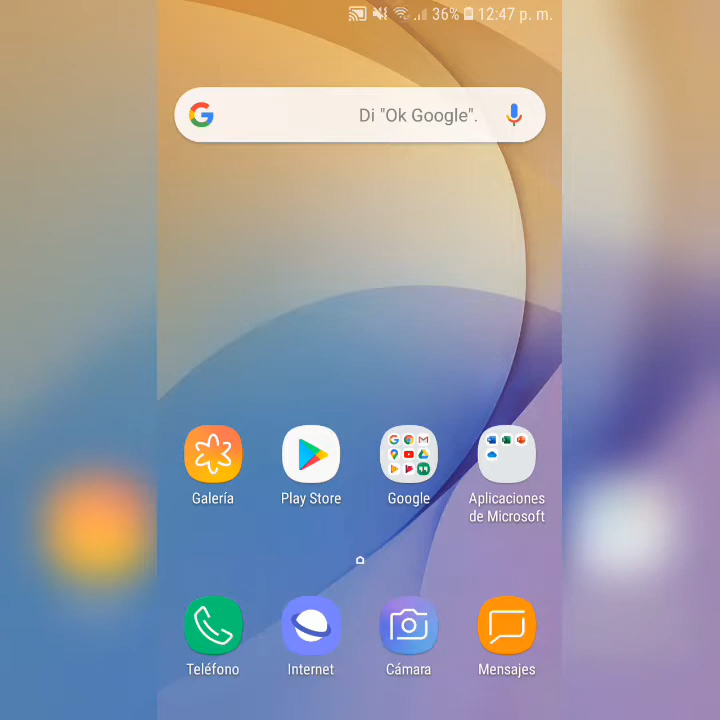 36% 12:47 p. m.
Di "Ok Google".
Galería
Play Store
Google
Aplicaciones
de Microsoft
Teléfono
Internet
Cámara
Mensajes